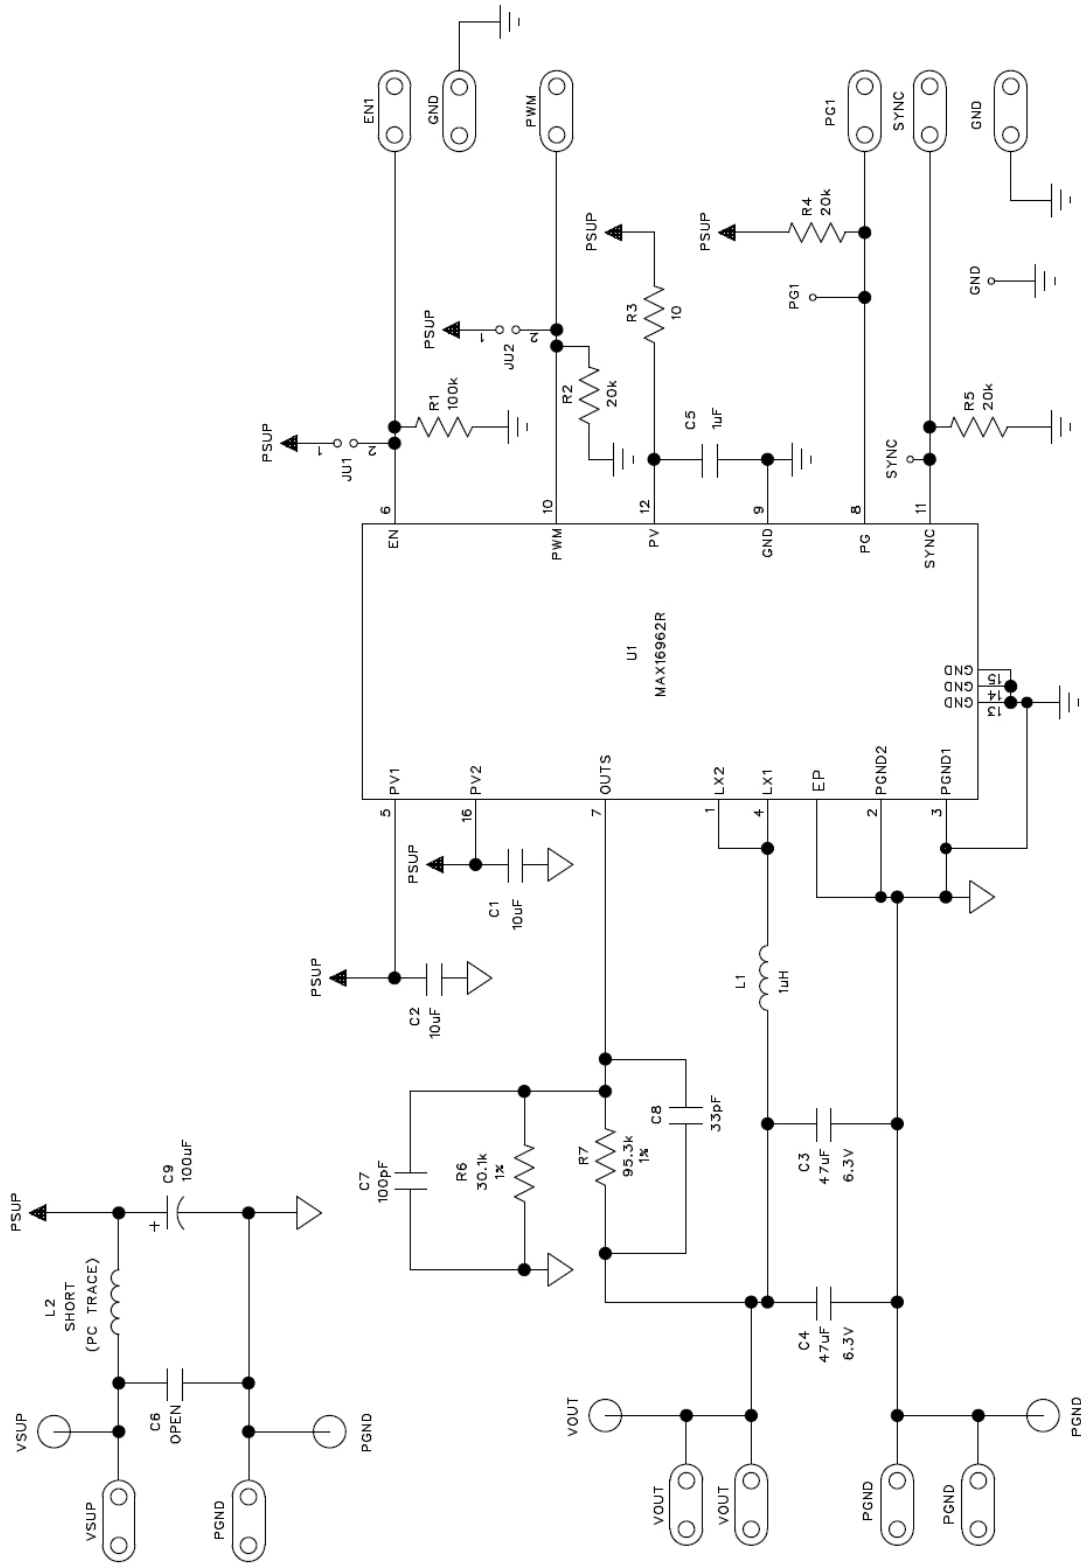 VSUP
VSUP
PGND
PGND
L2
SHORT
(PC TRACE)
C6
OPEN
PSUP
+
C9
100uF
VOUT
VOUT
VOUT
PGND
PGND
PGND
C7
100pF
R6
30.1k
1%
R7
95.3k
1%
C8
33pF
C4
47uF
6.3V
C3
47uF
6.3V
L1
1uH
PSUP
C2
10uF
PSUP
C1
10uF
5
PV1
16
PV2
7
OUTS
1
LX2
4
LX1
EP
2
PGND2
3
PGND1
U1
MAX16962R
13
GND
14
GND
15
GND
EN
6
PWM
10
PV
12
GND
9
PG
8
SYNC
11
PSUP
1
JU1
2
R1
100k
EN1
GND
PSUP
1
JU2
2
R2
20k
PWM
R3
10
PSUP
C5
1uF
PSUP
R4
20k
PG1
PG1
SYNC
R5
20k
SYNC
GND
GND